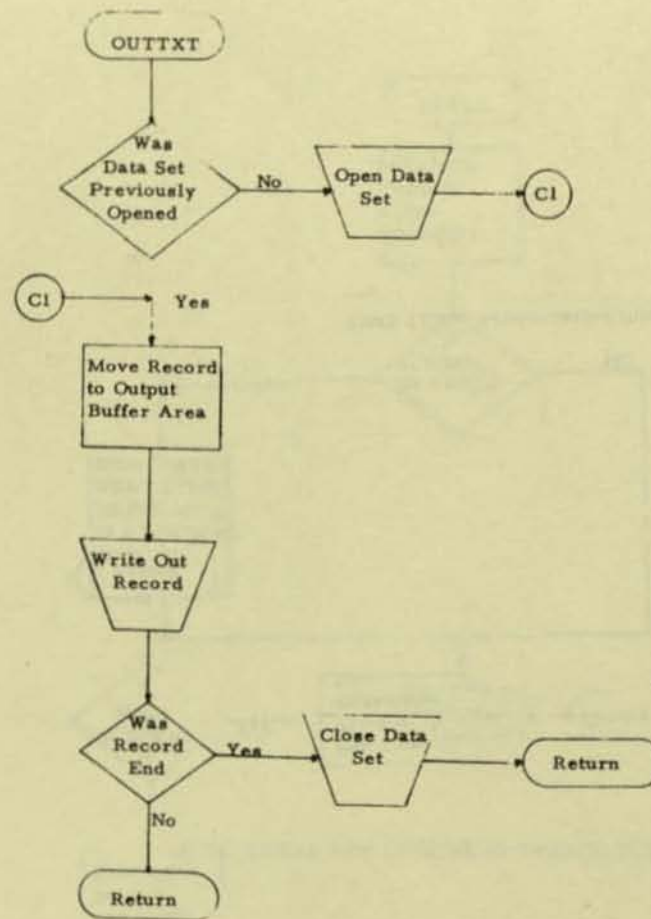 OUTTXT
Was
Data Set
Previously
Opened
No
Open Data
Set
C1
C1
Yes
Move Record
to Output
Buffer Area
Write Out
Record
Was
Record
End
Yes
Close Data
Set
Return
No
Return